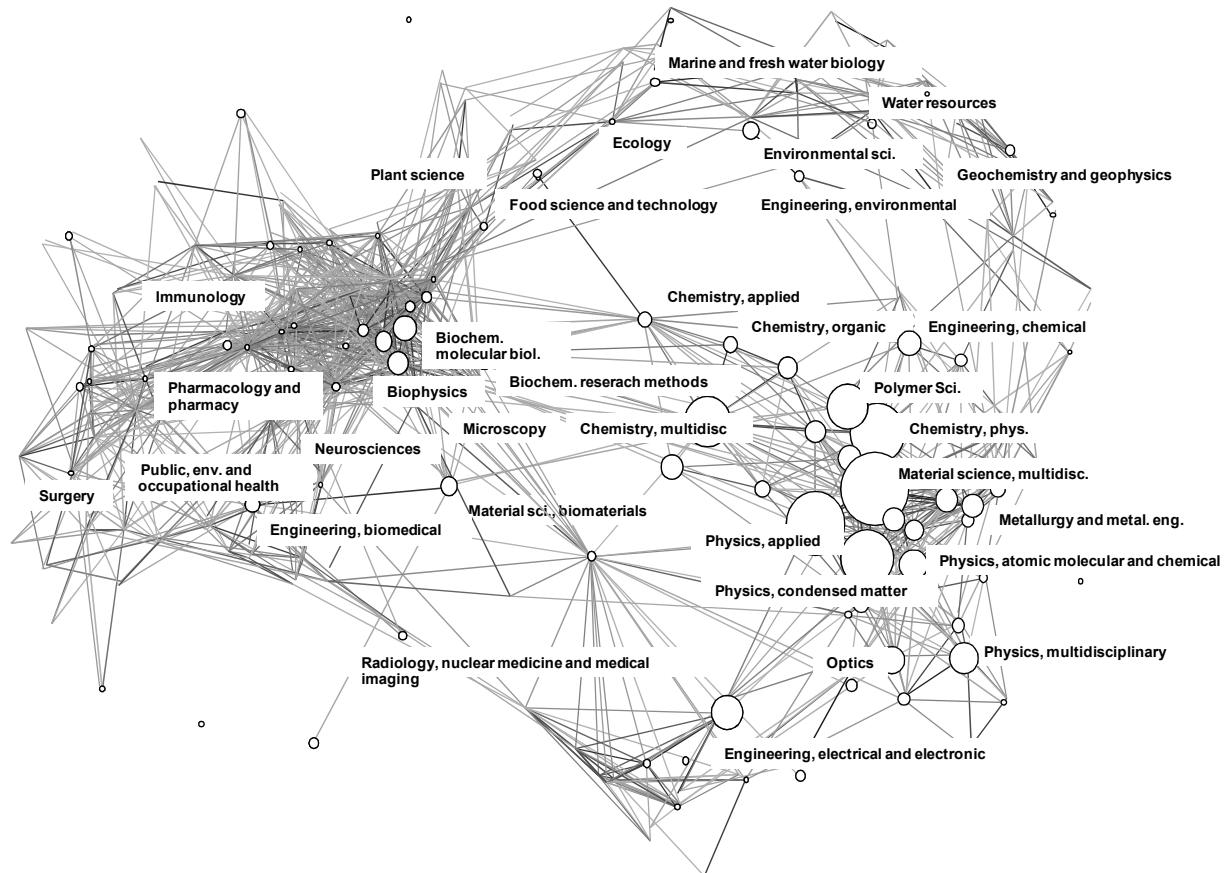 Marine and fresh water biology
Water resources
Ecology
Environmental sci.
Plant science
Geochemistry and geophysics
Food science and technology
Engineering, environmental
Immunology
Chemistry, applied
Chemistry, organic
Engineering, chemical
Biochem.
molecular biol.
Biochem. reserach methods
Polymer Sci.
Pharmacology and
pharmacy
Biophysics
Microscopy
Chemistry, multidisc
Chemistry, phys.
Neurosciences
Public, env. and
occupational health
Material science, multidisc.
Surgery
Material sci., biomaterials
Metallurgy and metal. eng.
Engineering, biomedical
Physics, applied
Physics, atomic molecular and chemical
Physics, condensed matter
Physics, multidisciplinary
Radiology, nuclear medicine and medical
imaging
Optics
Engineering, electrical and electronic